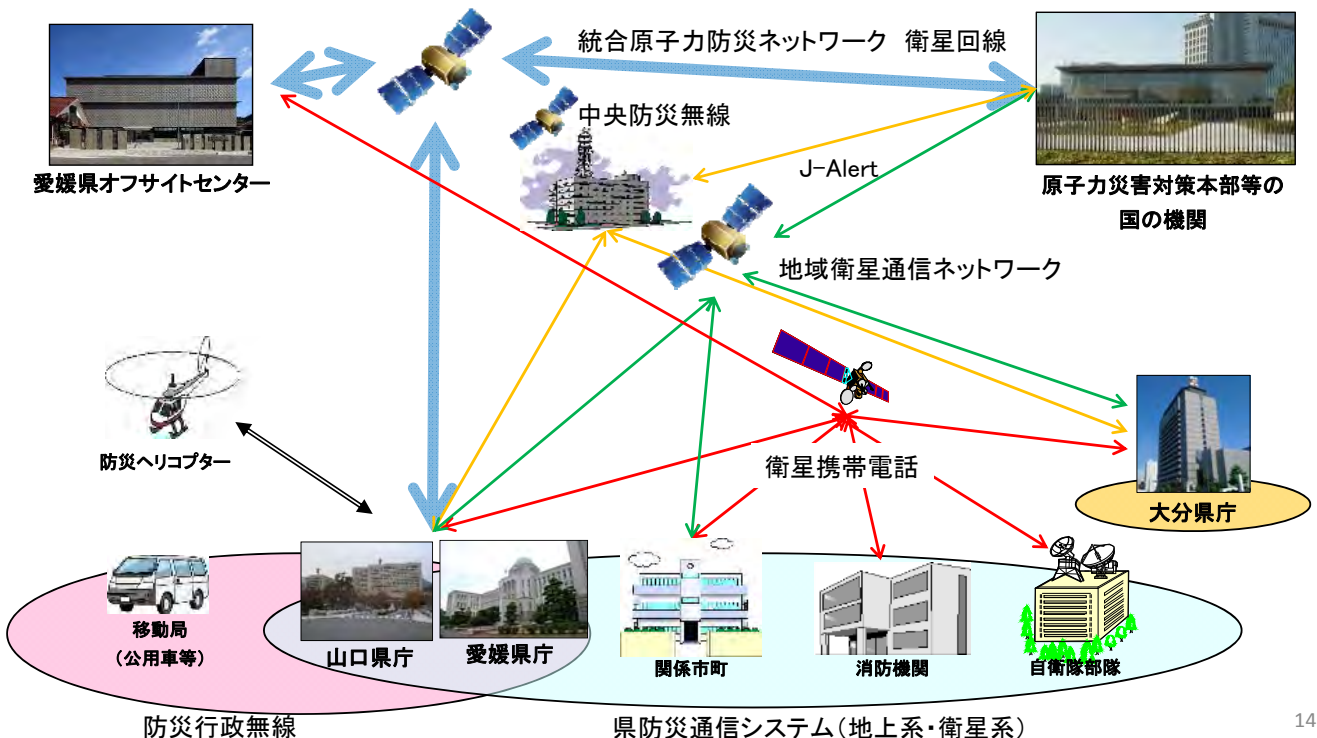 統合原子力防災ネットワーク 衛星回線
中央防災無線
愛媛県オフサイトセンター
J-Alert
原子力災害対策本部等の
国の機関
地域衛星通信ネットワーク
防災ヘリコプター
衛星携帯電話
大分県庁
移動局
（公用車等）
山口県庁
愛媛県庁
関係市町
消防機関
自衛隊部隊
防災行政無線
県防災通信システム（地上系・衛星系）
14